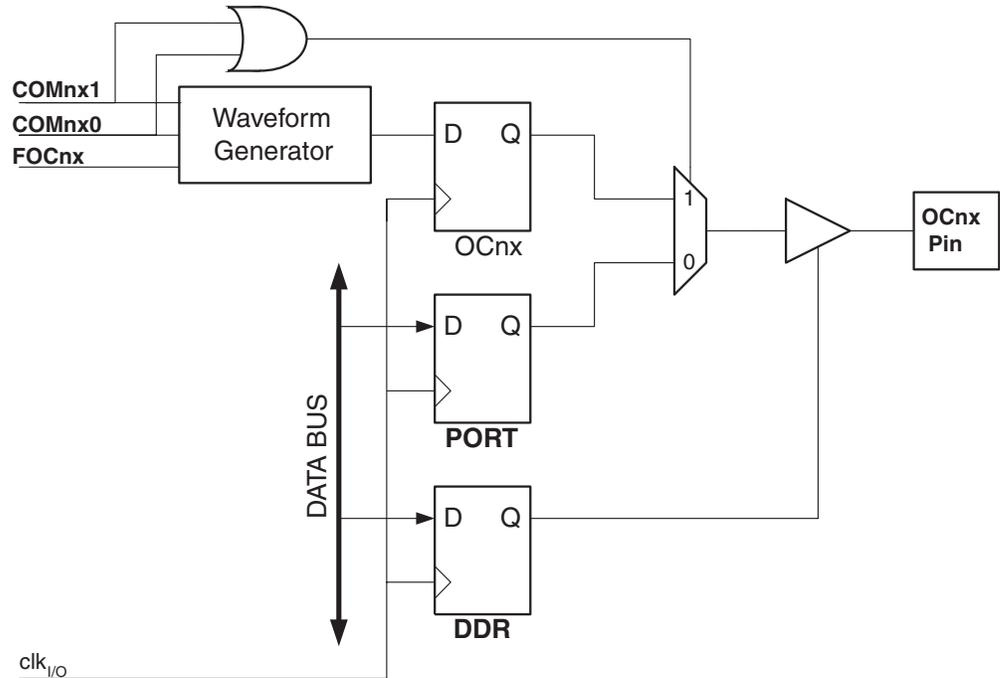 COMnx1
COMnx0
FOCnx
Waveform
Generator
D Q
OCnx
1
0
OCnx
Pin
D Q
PORT
DATA BUS
D Q
DDR
clkI/O